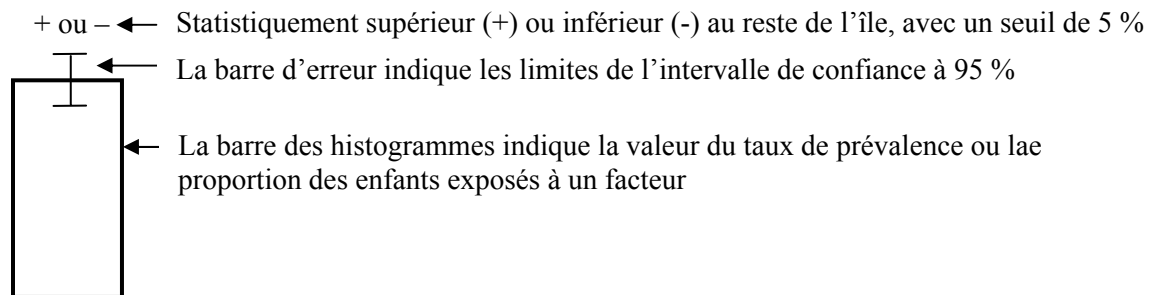 + ou – Statistiquement supérieur (+) ou inférieur (-) au reste de l’île, avec un seuil de 5 %
La barre d’erreur indique les limites de l’intervalle de confiance à 95 %
La barre des histogrammes indique la valeur du taux de prévalence ou lae
proportion des enfants exposés à un facteur